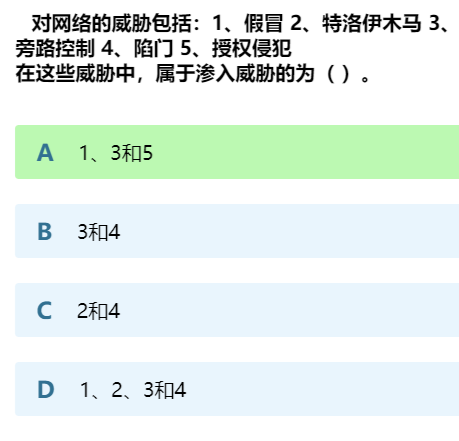 对网络的威胁包括：1、假冒 2、特洛伊木马 3、
旁路控制 4、陷门 5、授权侵犯
在这些威胁中，属于渗入威胁的为（ ）。
A 1、3和5
B 3和4
C 2和4
D 1、2、3和4